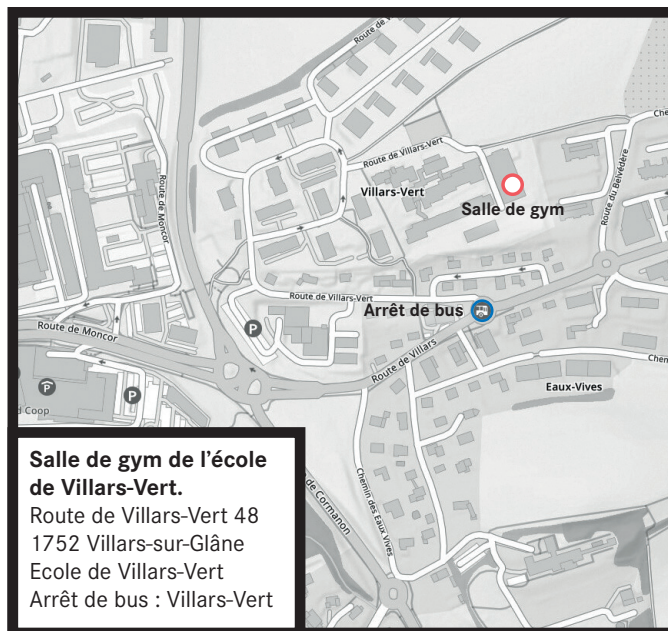 Route de V
Che
Route de Villars-Vert
Villars-Vert
Route de Moncor
Route du Belvédère
Salle de gym
Route de Villars-Vert
Arrêt de bus
P
Route de Moncor
Route de Villars
Chem
Eaux-Vives
P
P
d Coop
Salle de gym de l’école
de Villars-Vert.
Route de Villars-Vert 48
1752 Villars-sur-Glâne
Ecole de Villars-Vert
Arrêt de bus : Villars-Vert
de Cormanon
Chemin des Eaux Vives